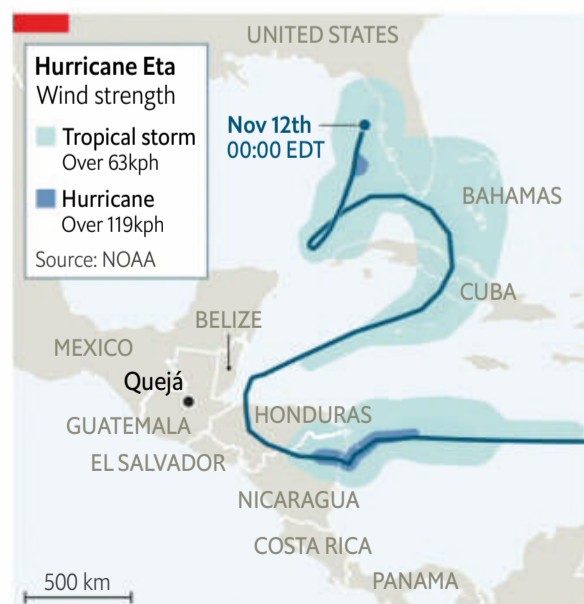 UNITED STATES
Hurricane Eta
Wind strength
Tropical storm
Over 63kph
Hurricane
Over 119kph
Source: NOAA
Nov 12th
00:00 EDT
BAHAMAS
CUBA
BELIZE
MEXICO
Quejá
GUATEMALA
HONDURAS
EL SALVADOR
NICARAGUA
COSTA RICA
PANAMA
500 km